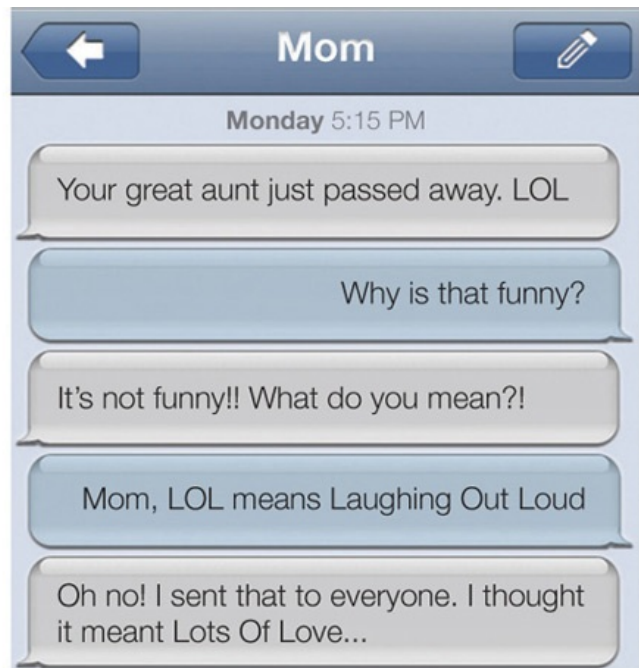 Mom
Monday 5:15 PM
Your great aunt just passed away. LOL
Why is that funny?
It's not funny!! What do you mean?!
Mom, LOL means Laughing Out Loud
Oh no! I sent that to everyone. I thought
it meant Lots Of Love...